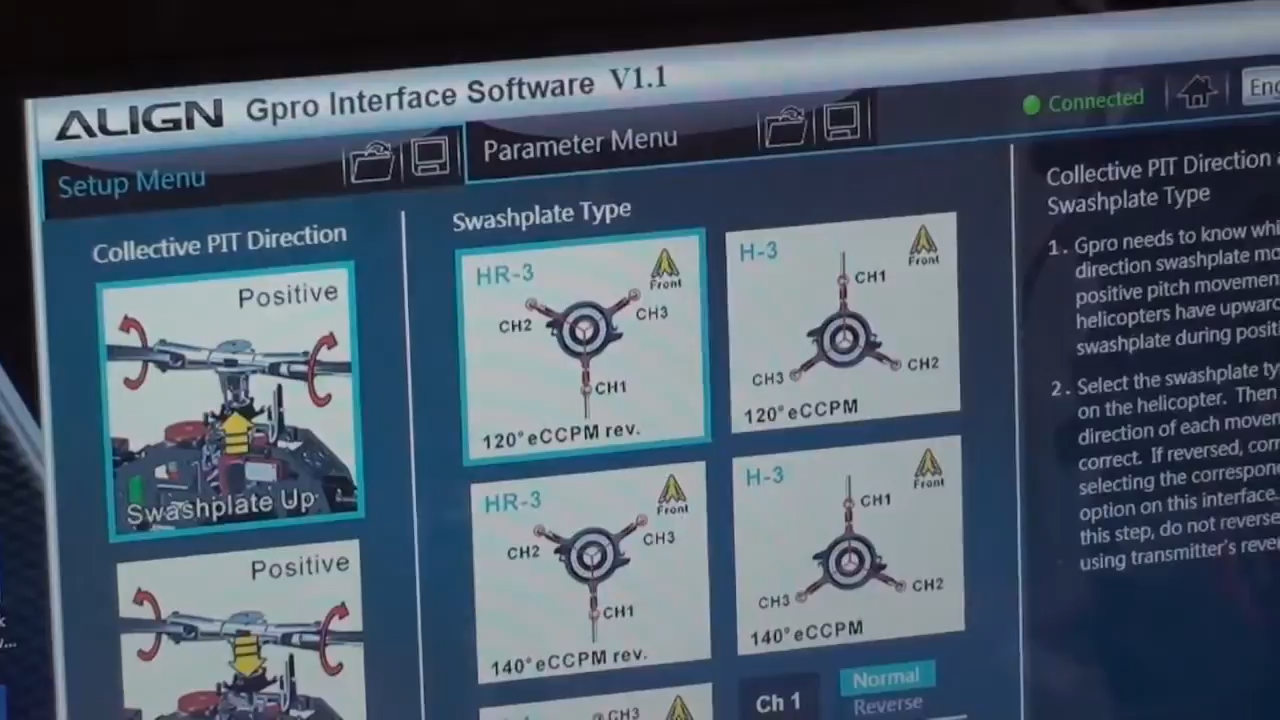 ALIGN Gpro Interface Software V1.1
Connected
Setup Menu
Parameter Menu
Collective PIT Direction
Positive
Swashplate Up
Positive
Swashplate Type
HR-3
Front
CH2
CH3
CH1
120°eCCPM rev.
H-3
Front
CH1
CH3
CH2
120°eCCPM
HR-3
Front
CH2
CH3
CH1
140°eCCPM rev.
H-3
Front
CH1
CH3
CH2
140°eCCPM
CH3
Ch 1
Normal
Reverse
Collective PIT Direction
Swashplate Type
1. Gpro needs to know
direction swashplate
positive pitch
helicopters have
swashplate during
2. Select the swashplate
on the helicopter. Then
direction of each
correct. If reversed,
selecting the
option on this interface.
this step, do not reverse
using transmitter's